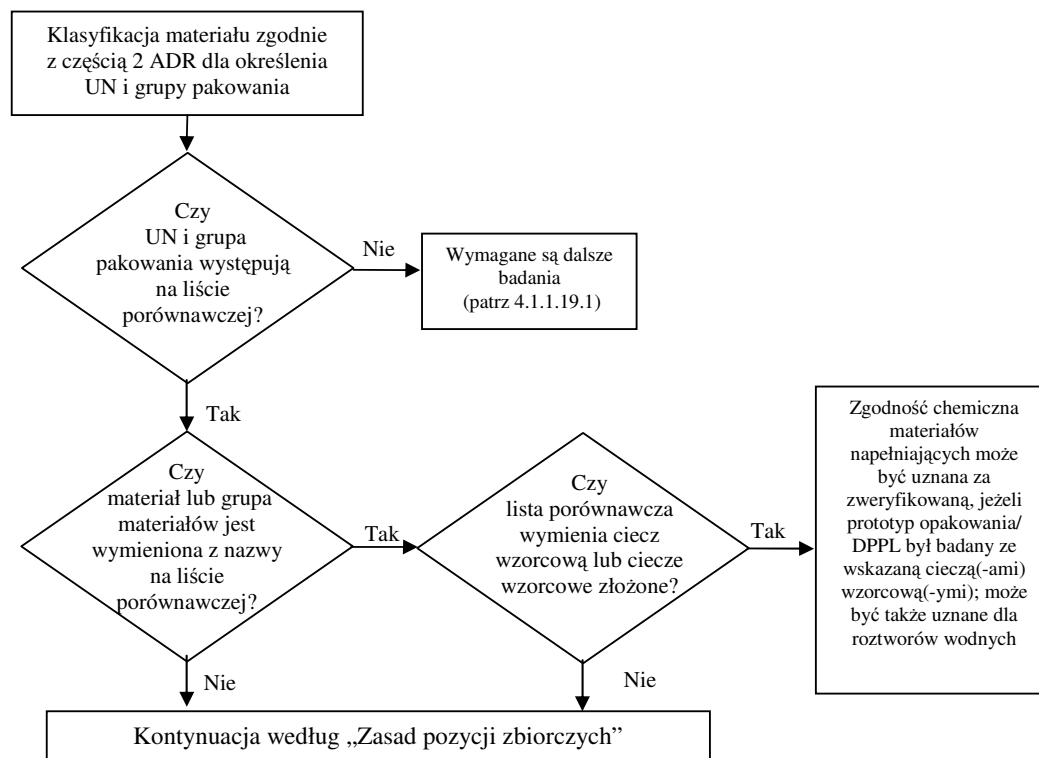 Klasyfikacja materiału zgodnie
z częścią 2 ADR dla określenia
UN i grupy pakowania
Czy
UN i grupa
pakowania występują
na liście
porównawczej?
Nie
Wymagane są dalsze
badania
(patrz 4.1.1.19.1)
Tak
Czy
materiał lub grupa
materiałów jest
wymieniona z nazwy
na liście
porównawczej?
Tak
Czy
lista porównawcza
wymienia ciecz
wzorcową lub ciecze
wzorcowe złożone?
Tak
Zgodność chemiczna
materiałów
napełniających może
być uznana za
zweryfikowaną, jeżeli
prototyp opakowania/
DPPL był badany ze
wskazaną cieczą(-ami)
wzorcową(-ymi); może
być także uznane dla
roztworów wodnych
Nie
Nie
Kontynuacja według „Zasad pozycji zbiorczych”